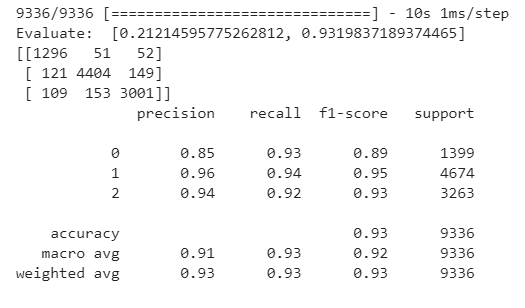 9336/9336 [==============================] - 10s 1ms/step
Evaluate:  [0.21214595775262812, 0.9319837189374465]
[[1296   51   52]
 [ 121 4404  149]
 [ 109  153 3001]]
              precision    recall  f1-score   support

           0       0.85      0.93      0.89      1399
           1       0.96      0.94      0.95      4674
           2       0.94      0.92      0.93      3263

    accuracy                           0.93      9336
   macro avg       0.91      0.93      0.92      9336
weighted avg       0.93      0.93      0.93      9336